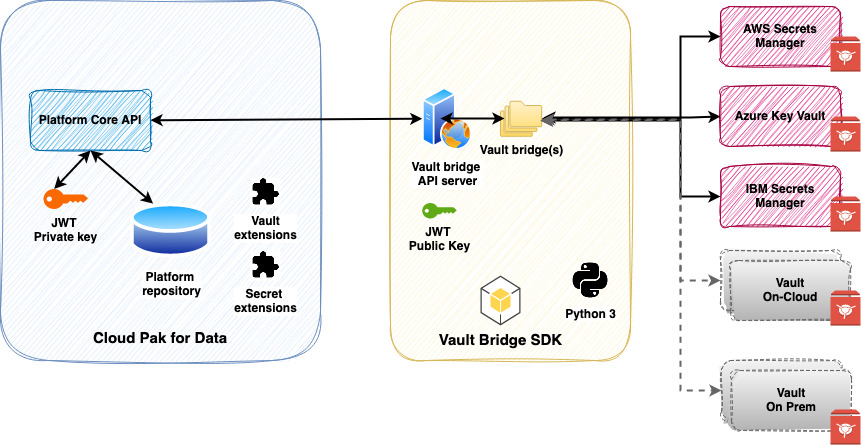 Platform Core API
JWT
Private key
Platform
repository
Vault
extensions
Secret
extensions
Cloud Pak for Data
Vault bridge
API server
Vault bridge(s)
JWT
Public Key
Python 3
Vault Bridge SDK
AWS Secrets
Manager
Azure Key Vault
IBM Secrets
Manager
Vault
On-Cloud
Vault
On Prem